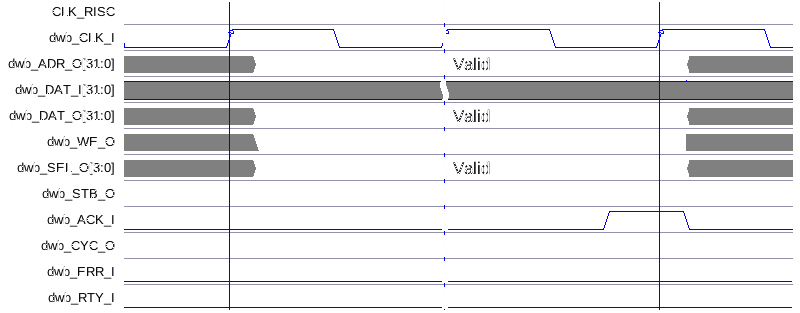 CLK_RISC
dwb_CLK_I
dwb_ADR_O[31:0] Valid
dwb_DAT_I[31:0]
dwb_DAT_O[31:0] Valid
dwb_WE_O
dwb_SEL_O[3:0] Valid
dwb_STB_O
dwb_ACK_I
dwb_CYC_O
dwb_ERR_I
dwb_RTY_I